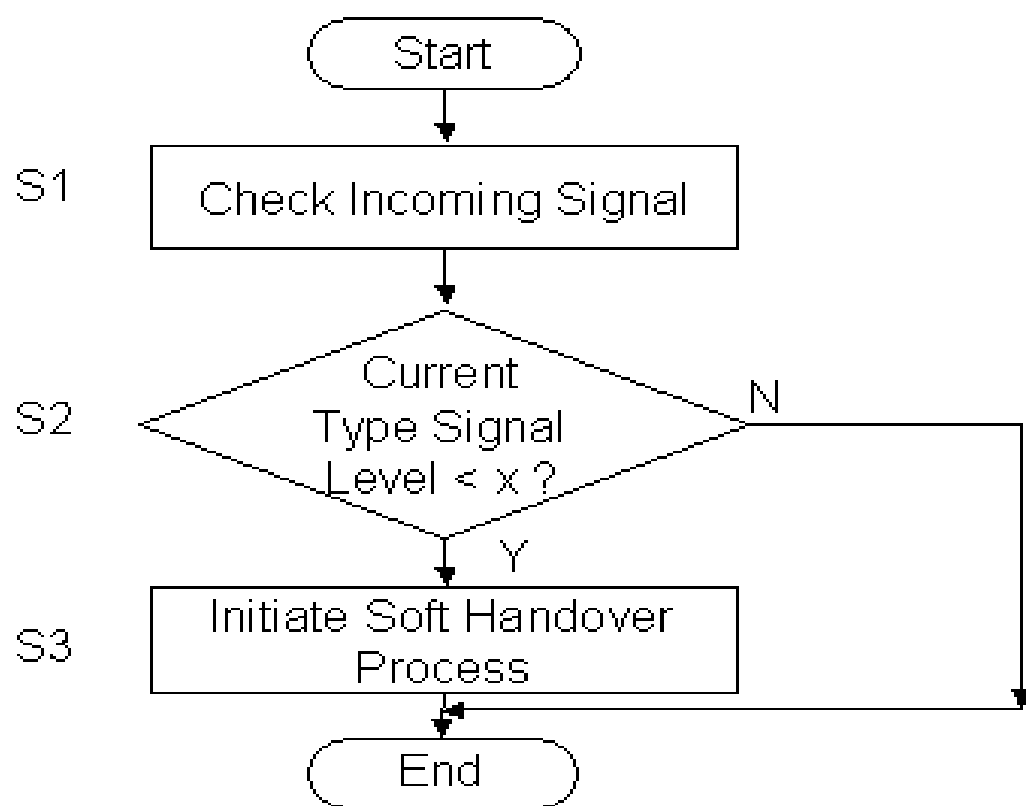 Start
S1
Check Incoming Signal
S2
Current
Type Signal
Level < x ?
N
Y
S3
Initiate Soft Handover
Process
End